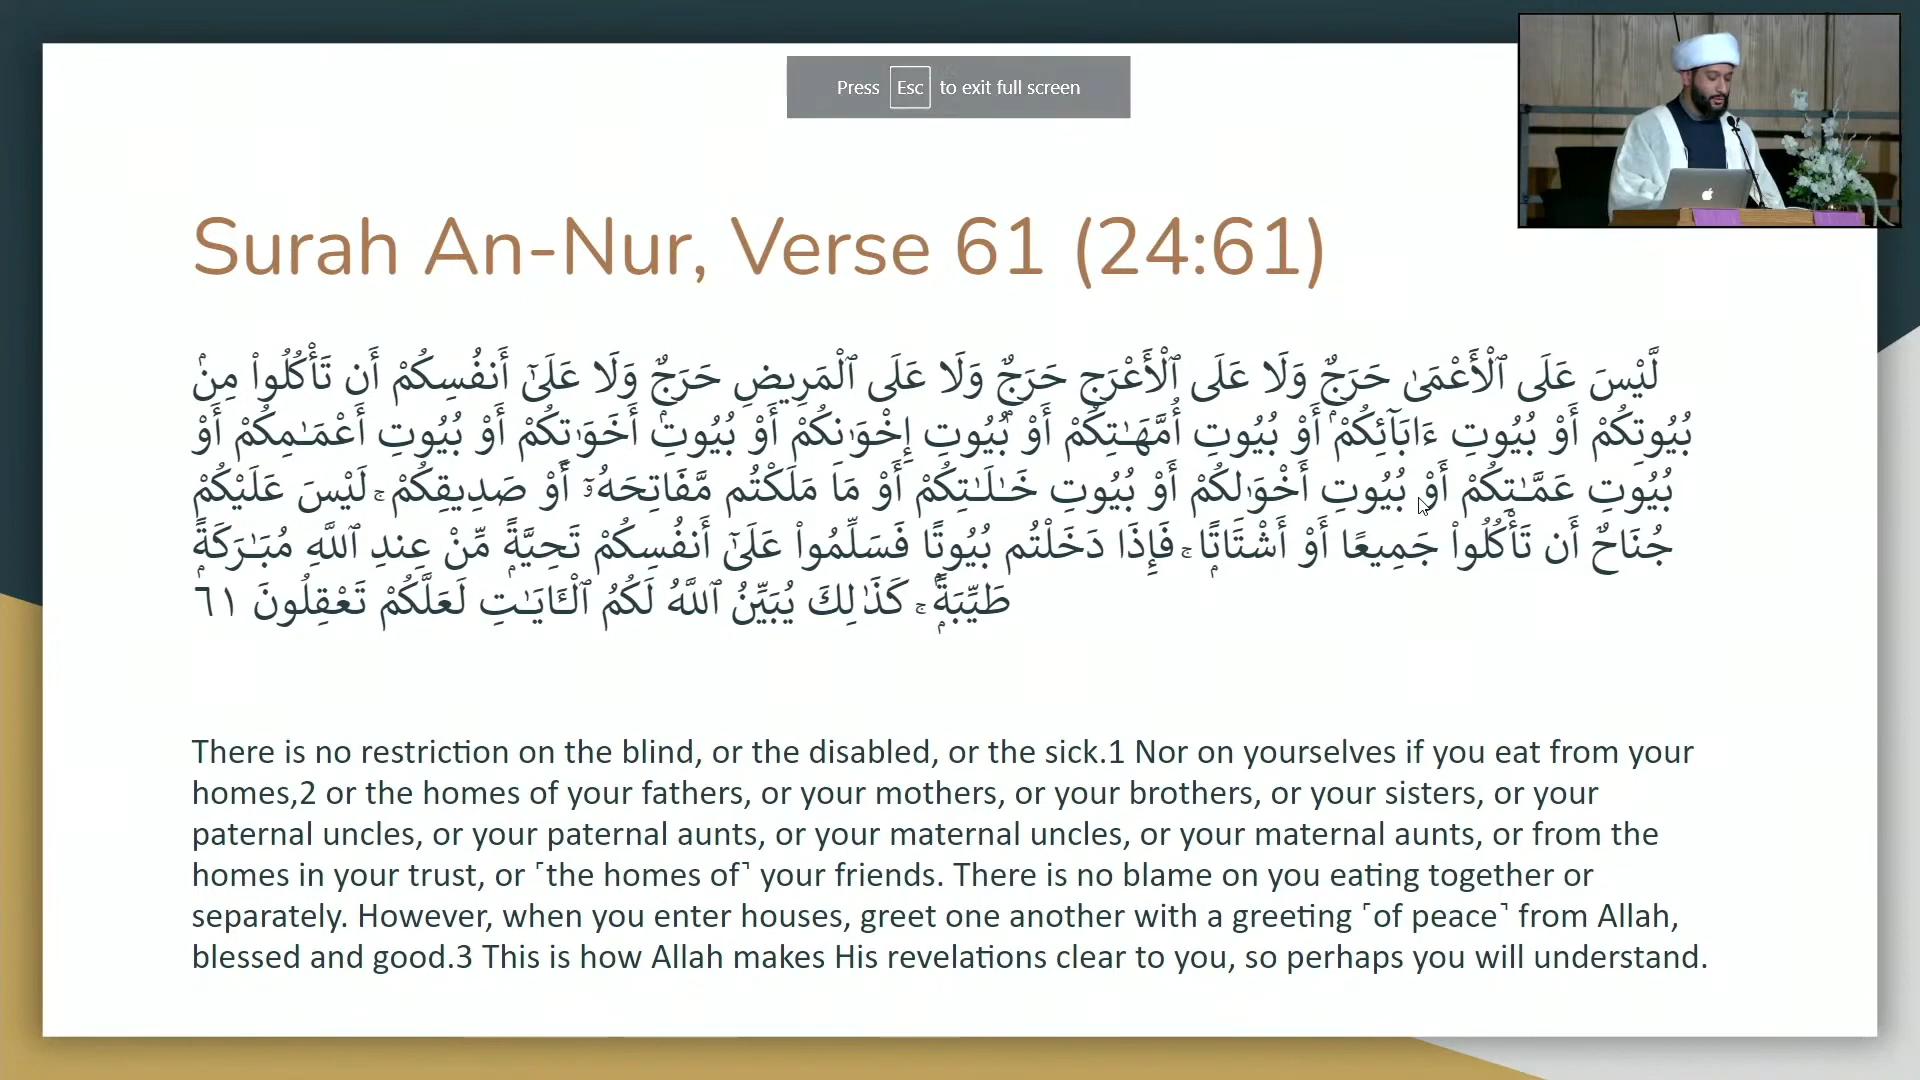 Press Esc to exit full screen
Surah An-Nur, Verse 61 (24:61)
لَّيْسَ عَلَى ٱلْأَعْمَىٰ حَرَجٌۭ وَلَا عَلَى ٱلْأَعْرَجِ حَرَجٌۭ وَلَا عَلَى ٱلْمَرِيضِ حَرَجٌۭ وَلَا عَلَىٰٓ أَنفُسِكُمْ أَن تَأْكُلُوا۟ مِنۢ
بُيُوتِكُمْ أَوْ بُيُوتِ ءَابَآئِكُمْ أَوْ بُيُوتِ أُمَّهَـٰتِكُمْ أَوْ بُيُوتِ إِخْوَٰنِكُمْ أَوْ بُيُوتِ أَخَوَٰتِكُمْ أَوْ بُيُوتِ أَعْمَـٰمِكُمْ أَوْ
بُيُوتِ عَمَّـٰتِكُمْ أَوْ بُيُوتِ أَخْوَٰلِكُمْ أَوْ بُيُوتِ خَـٰلَـٰتِكُمْ أَوْ مَا مَلَكْتُم مَّفَاتِحَهُۥٓ أَوْ صَدِيقِكُمْ ۚ لَيْسَ عَلَيْكُمْ
جُنَاحٌ أَن تَأْكُلُوا۟ جَمِيعًا أَوْ أَشْتَاتًۭا ۚ فَإِذَا دَخَلْتُم بُيُوتًۭا فَسَلِّمُوا۟ عَلَىٰٓ أَنفُسِكُمْ تَحِيَّةًۭ مِّنْ عِندِ ٱللَّهِ مُبَـٰرَكَةًۭ
طَيِّبَةًۭ ۚ كَذَٰلِكَ يُبَيِّنُ ٱللَّهُ لَكُمُ ٱلْـَٔايَـٰتِ لَعَلَّكُمْ تَعْقِلُونَ ٦١
There is no restriction on the blind, or the disabled, or the sick.1 Nor on yourselves if you eat from your
homes,2 or the homes of your fathers, or your mothers, or your brothers, or your sisters, or your
paternal uncles, or your paternal aunts, or your maternal uncles, or your maternal aunts, or from the
homes in your trust, or ˹the homes of˺ your friends. There is no blame on you eating together or
separately. However, when you enter houses, greet one another with a greeting ˹of peace˺ from Allah,
blessed and good.3 This is how Allah makes His revelations clear to you, so perhaps you will understand.